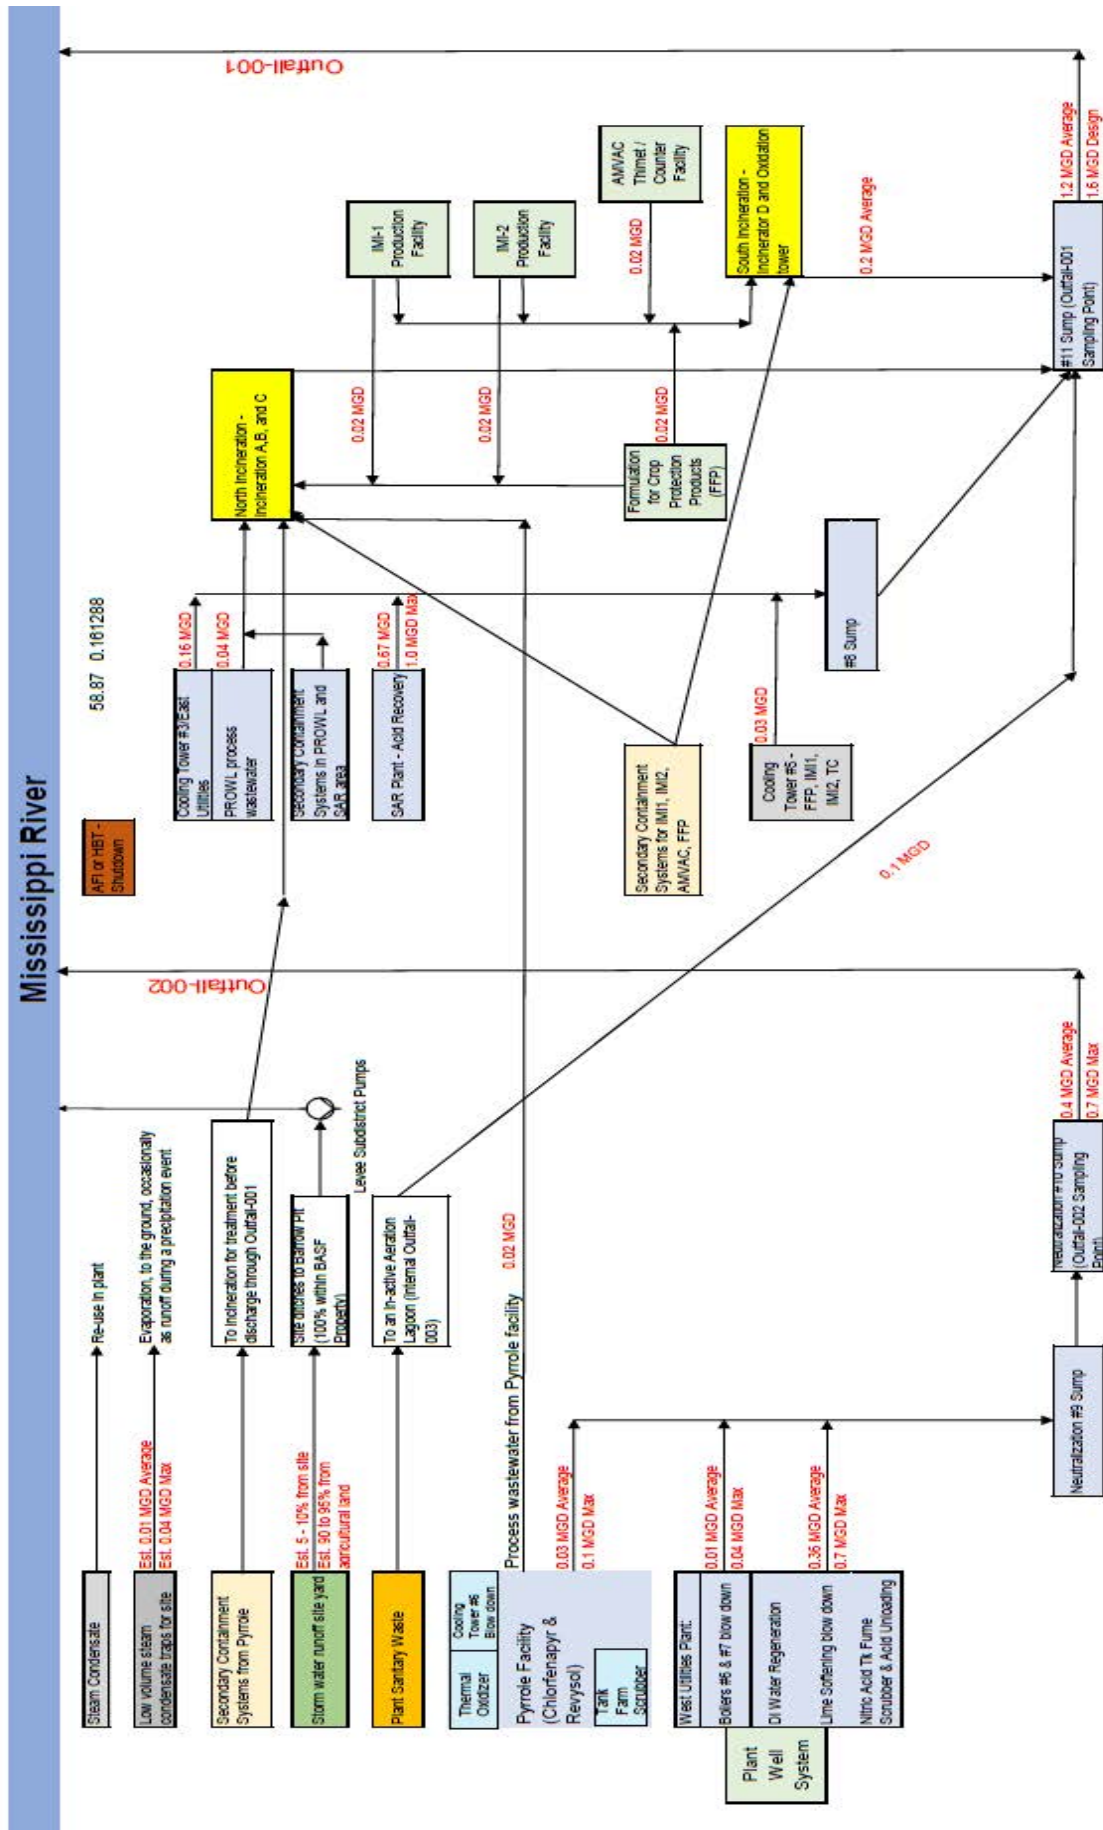 Mississippi River
Steam Condensate
Re-use in plant
Low volume steam
condensate traps for site
Est. 0.01 MGD Average
Est. 0.04 MGD Max
Evaporation, to the ground, occasionally
as runoff during a precipitation event
AFI or HBT -
Shutdown
58.87 0.161288
Secondary Containment
Systems from Pyrrole
To Incineration for treatment before
discharge through Outfall-001
Outfall-002
Outfall-001
Cooling Tower #3/East
Utilities
0.16 MGD
PROWL process
wastewater
0.04 MGD
North Incineration -
Incineration A,B, and C
Storm water runoff site yard
Est. 5 - 10% from site
Est. 90 to 95% from
agricultural land
Site ditches to Barrow Pit
(100% within BASF
Property)
Levee Subdistrict Pumps
Secondary Containment
Systems in PROWL and
SAR area
Plant Sanitary Waste
To an In-active Aeration
Lagoon (Internal Outfall-
003)
SAR Plant - Acid Recovery
0.67 MGD
1.0 MGD Max
0.02 MGD
IMI-1
Production
Facility
Thermal
Oxidizer
Cooling
Tower #6
Blow down
Process wastewater from Pyrrole facility
0.02 MGD
0.02 MGD
IMI-2
Production
Facility
Pyrrole Facility
(Chlorfenapyr &
Revysol)
Tank
Farm
Scrubber
0.03 MGD Average
0.1 MGD Max
Secondary Containment
Systems for IMI1, IMI2,
AMVAC, FFP
Formulation
for Crop
Protection
Products
(FFP)
0.02 MGD
0.02 MGD
AMVAC
Thimet /
Counter
Facility
Plant
Well
System
West Utilities Plant:
Boilers #6 & #7 blow down
0.01 MGD Average
0.04 MGD Max
DI Water Regeneration
Lime Softening blow down
0.36 MGD Average
0.7 MGD Max
Nitric Acid Tk Fume
Scrubber & Acid Unloading
Cooling
Tower #5 -
FFP, IMI1,
IMI2, TC
0.03 MGD
South Incineration -
Incinerator D and Oxidation
tower
0.2 MGD Average
#8 Sump
0.1 MGD
Neutralization #9 Sump
Neutralization #10 Sump
(Outfall-002 Sampling
Point)
0.4 MGD Average
0.7 MGD Max
#11 Sump (Outfall-001
Sampling Point)
1.2 MGD Average
1.6 MGD Design